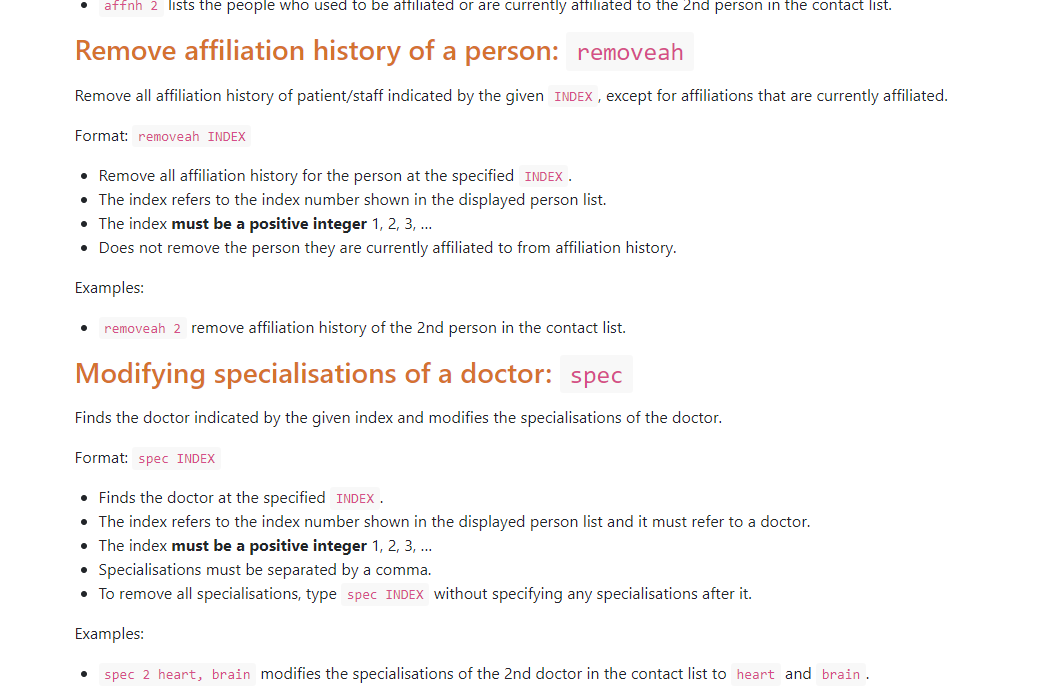 affnh 2 lists the people who used to be affiliated or are currently affiliated to the 2nd person in the contact list.
Remove affiliation history of a person: removeah
Remove all affiliation history of patient/staff indicated by the given INDEX, except for affiliations that are currently affiliated.
Format: removeah INDEX
Remove all affiliation history for the person at the specified INDEX.
The index refers to the index number shown in the displayed person list.
The index must be a positive integer 1, 2, 3, …
Does not remove the person they are currently affiliated to from affiliation history.
Examples:
removeah 2 remove affiliation history of the 2nd person in the contact list.
Modifying specialisations of a doctor: spec
Finds the doctor indicated by the given index and modifies the specialisations of the doctor.
Format: spec INDEX
Finds the doctor at the specified INDEX.
The index refers to the index number shown in the displayed person list and it must refer to a doctor.
The index must be a positive integer 1, 2, 3, …
Specialisations must be separated by a comma.
To remove all specialisations, type spec INDEX without specifying any specialisations after it.
Examples:
spec 2 heart, brain modifies the specialisations of the 2nd doctor in the contact list to heart and brain.